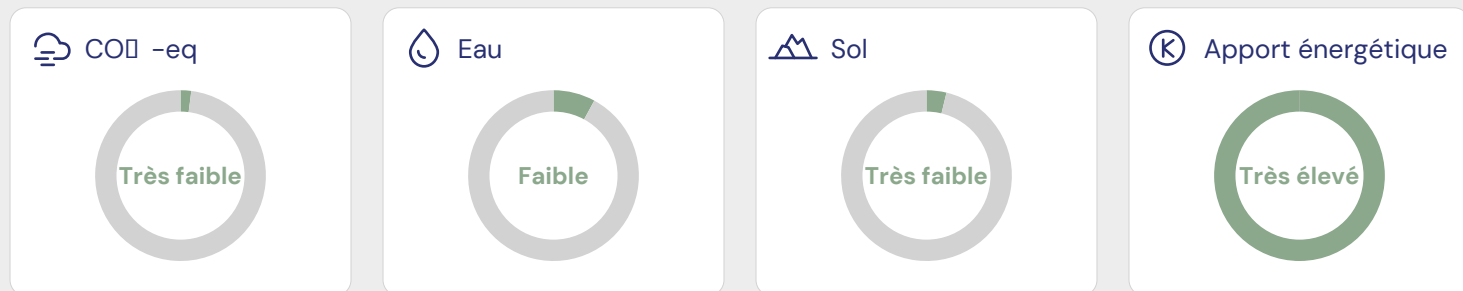 CO▯ -eq
Eau
Sol
Apport énergétique
Très faible
Faible
Très faible
Très élevé